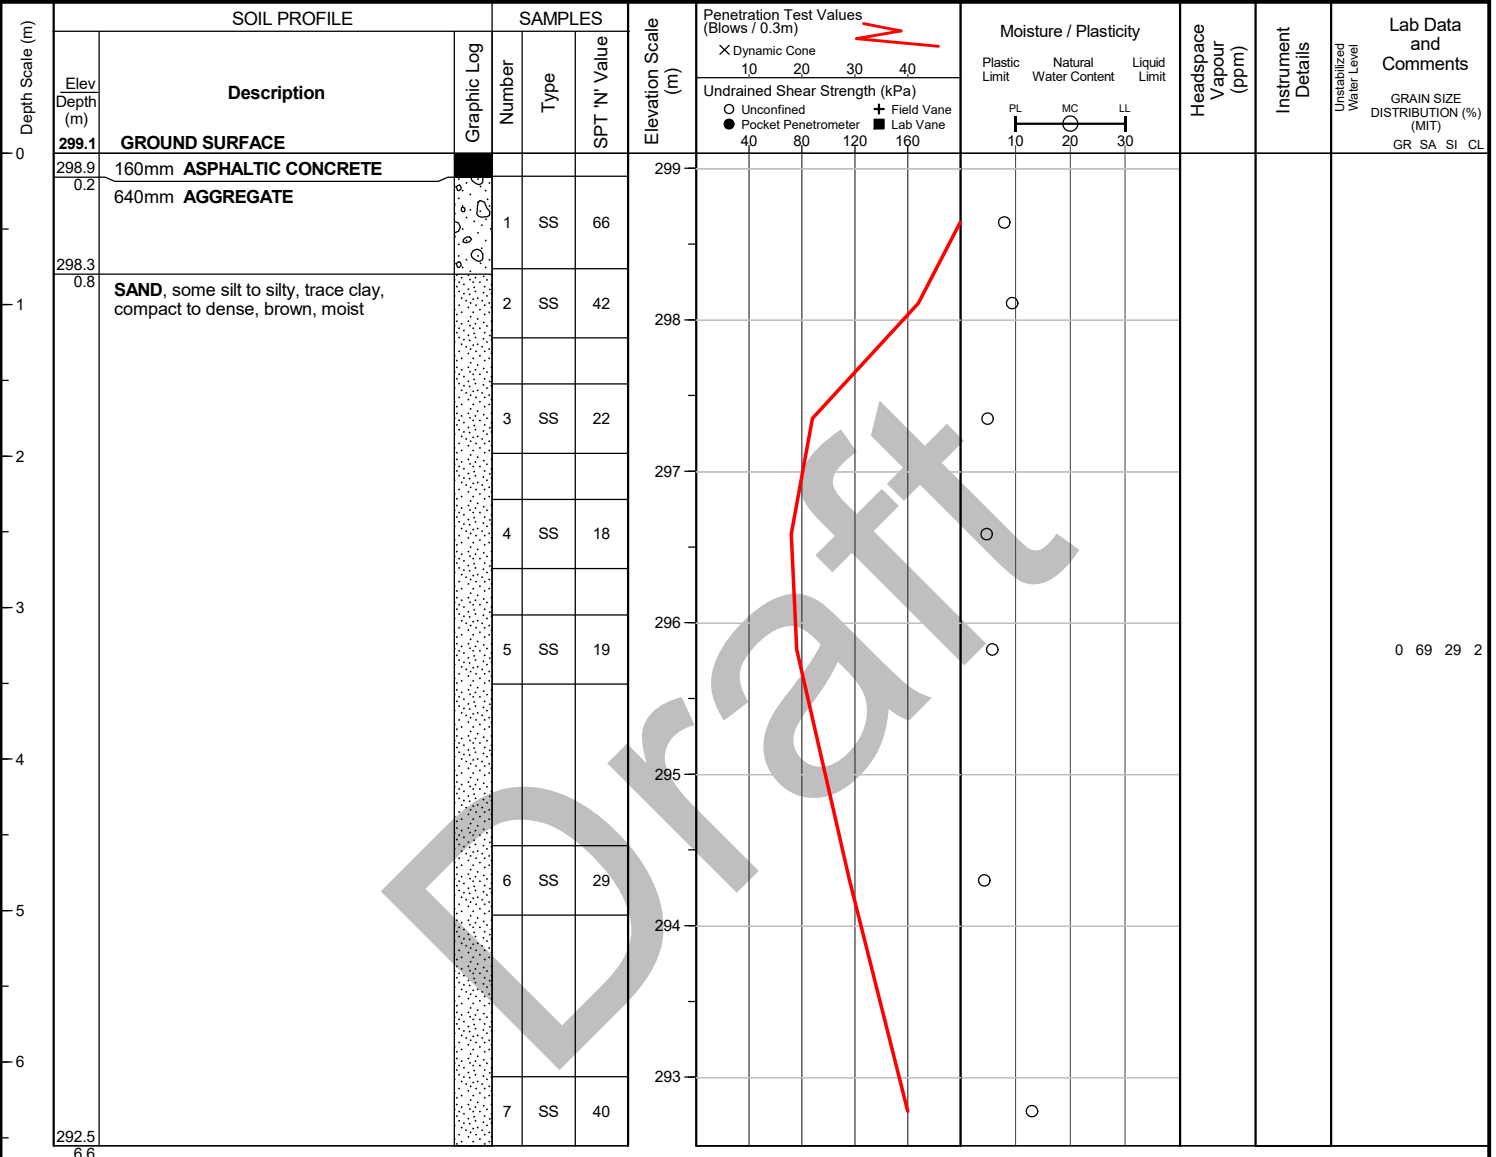 SOIL PROFILE
SAMPLES
Depth Scale (m)
Elev
Depth
(m)
Description
Graphic Log
Number
Type
SPT 'N' Value
Elevation Scale
(m)
Penetration Test Values
(Blows / 0.3m)
Dynamic Cone
10 20 30 40
Undrained Shear Strength (kPa)
Unconfined
Field Vane
Pocket Penetrometer
Lab Vane
40 80 120 160
Moisture / Plasticity
Plastic
Limit
Natural
Water Content
Liquid
Limit
PL MC LL
10 20 30
Headspace
Vapour
(ppm)
Instrument
Details
Unstabilized
Water Level
Lab Data
and
Comments
GRAIN SIZE
DISTRIBUTION (%)
(MIT)
GR SA SI CL
299.1 GROUND SURFACE
0
298.9 160mm ASPHALTIC CONCRETE
0.2
640mm AGGREGATE
299
1 SS 66
298.3
0.8
SAND, some silt to silty, trace clay,
compact to dense, brown, moist
1
2 SS 42
298
3 SS 22
2
297
4 SS 18
3
296
5 SS 19
0 69 29 2
4
295
6 SS 29
5
294
6
293
7 SS 40
292.5
6.6
Draft